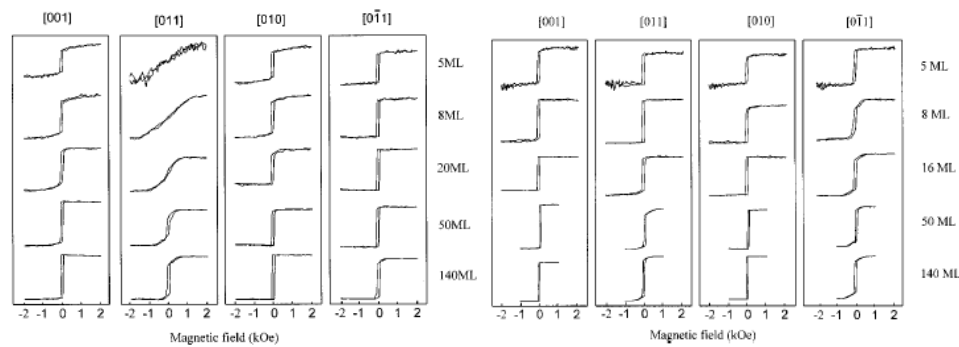 [001] [011] [010] [01̄1]
5ML
8ML
20ML
50ML
140ML
-2 -1 0 1 2 -2 -1 0 1 2 -2 -1 0 1 2 -2 -1 0 1 2
Magnetic field (kOe)
[001] [011] [010] [01̄1]
5 ML
8 ML
16 ML
50 ML
140 ML
-2 -1 0 1 2 -2 -1 0 1 2 -2 -1 0 1 2 -2 -1 0 1 2
Magnetic field (kOe)